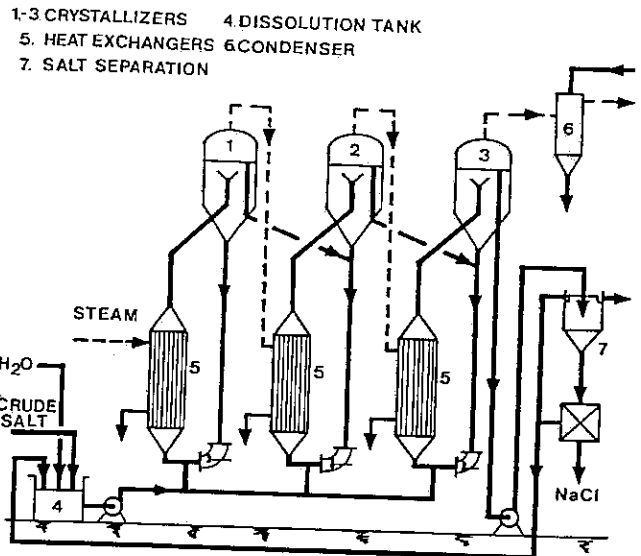 1-3 CRYSTALLIZERS 4. DISSOLUTION TANK
5. HEAT EXCHANGERS 6. CONDENSER
7. SALT SEPARATION
1
2
3
6
STEAM
5
5
5
7
H₂O
CRUDE
SALT
4
NaCl